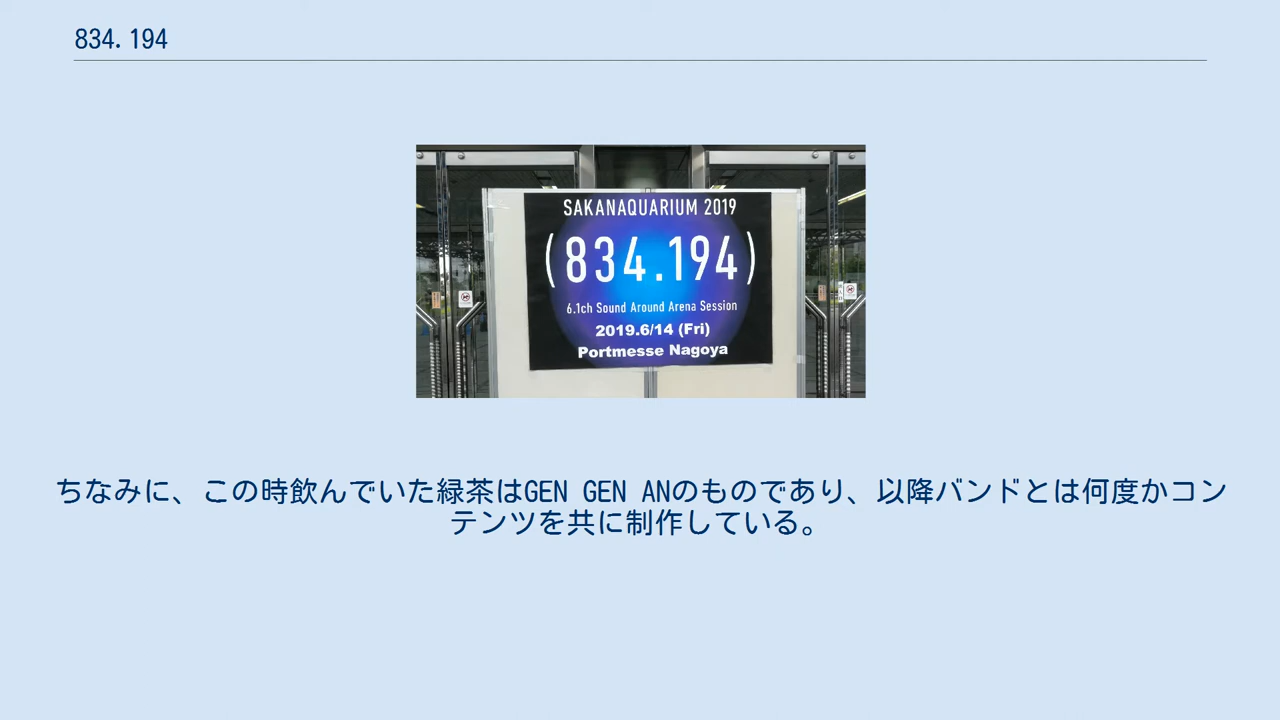 834.194
SAKANAQUARIUM 2019
(834.194)
6.1ch Sound Around Arena Session
2019.6/14 (Fri)
Portmesse Nagoya
ちなみに、この時飲んでいた緑茶はGEN GEN ANのものであり、以降バンドとは何度かコン
テンツを共に制作している。